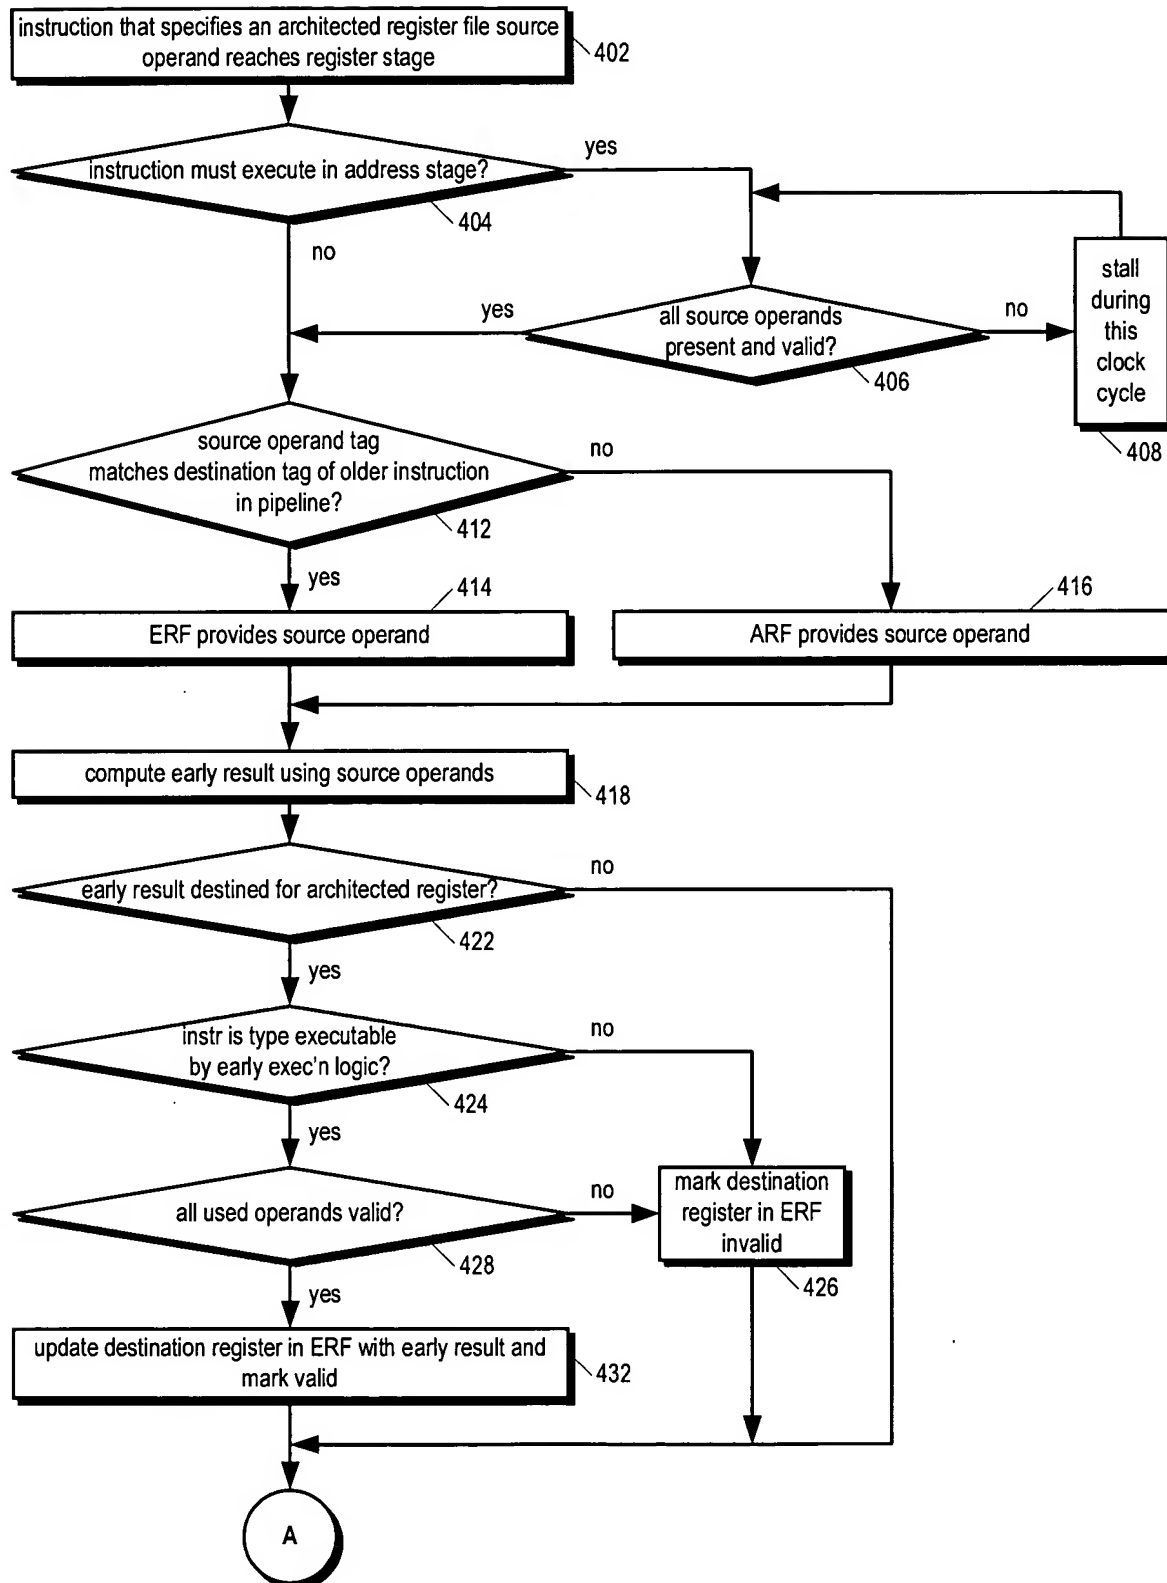 instruction that specifies an architected register file source
operand reaches register stage
402
instruction must execute in address stage?
yes
404
no
stall
during
this
clock
cycle
408
all source operands
present and valid?
yes
no
406
source operand tag
matches destination tag of older instruction
in pipeline?
no
412
yes
414
ERF provides source operand
416
ARF provides source operand
compute early result using source operands
418
early result destined for architected register?
no
422
yes
instr is type executable
by early exec'n logic?
no
424
yes
all used operands valid?
no
428
mark destination
register in ERF
invalid
426
yes
update destination register in ERF with early result and
mark valid
432
A